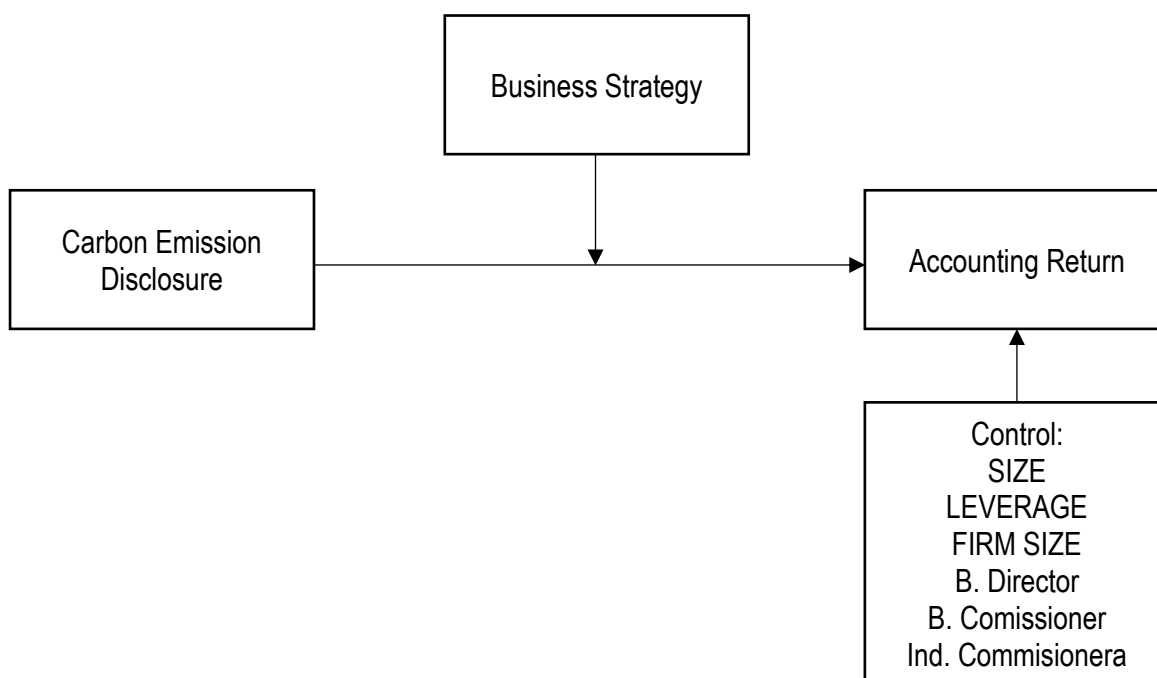 Business Strategy
Carbon Emission
Disclosure
Accounting Return
Control:
SIZE
LEVERAGE
FIRM SIZE
B. Director
B. Comissioner
Ind. Commisionera